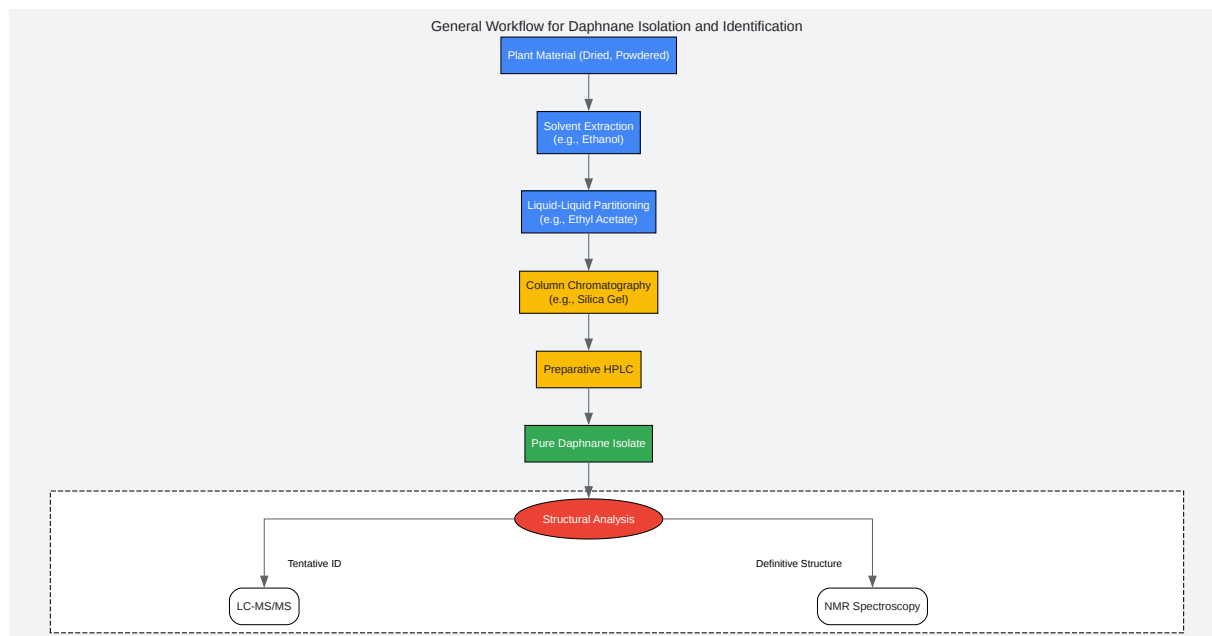 General Workflow for Daphnane Isolation and Identification
Plant Material (Dried, Powdered)
Solvent Extraction
(e.g., Ethanol)
Liquid-Liquid Partitioning
(e.g., Ethyl Acetate)
Column Chromatography
(e.g., Silica Gel)
Preparative HPLC
Pure Daphnane Isolate
Structural Analysis
Tentative ID
Definitive Structure
LC-MS/MS
NMR Spectroscopy